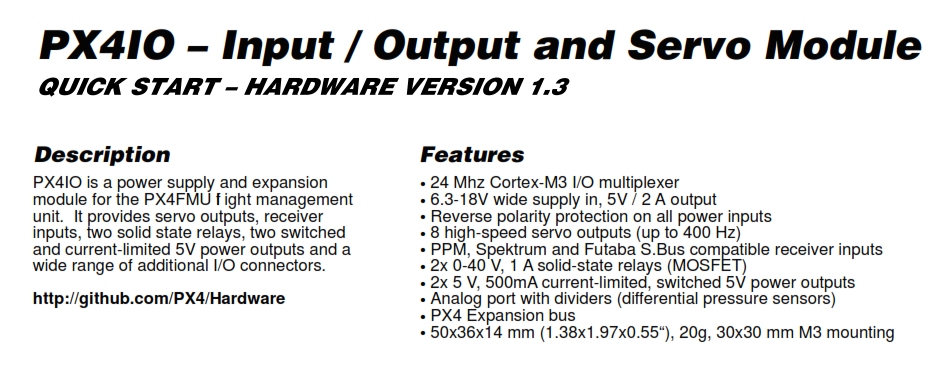 PX4IO – Input / Output and Servo Module
QUICK START – HARDWARE VERSION 1.3
Description
PX4IO is a power supply and expansion
module for the PX4FMU f ight management
unit.  It provides servo outputs, receiver
inputs, two solid state relays, two switched
and current-limited 5V power outputs and a
wide range of additional I/O connectors.
http://github.com/PX4/Hardware
Features
• 24 Mhz Cortex-M3 I/O multiplexer
• 6.3-18V wide supply in, 5V / 2 A output
• Reverse polarity protection on all power inputs
• 8 high-speed servo outputs (up to 400 Hz)
• PPM, Spektrum and Futaba S.Bus compatible receiver inputs
• 2x 0-40 V, 1 A solid-state relays (MOSFET)
• 2x 5 V, 500mA current-limited, switched 5V power outputs
• Analog port with dividers (differential pressure sensors)
• PX4 Expansion bus
• 50x36x14 mm (1.38x1.97x0.55“), 20g, 30x30 mm M3 mounting